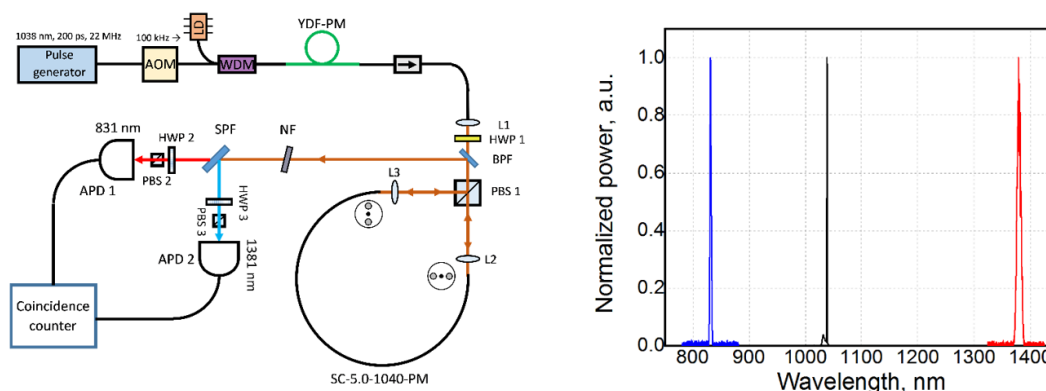 1038 nm, 200 ps, 22 MHz
Pulse
generator
100 kHz →
AOM
LD
WDM
YDF-PM
L1
HWP 1
BPF
PBS 1
L2
L3
NF
SPF
831 nm
HWP 2
PBS 2
APD 1
HWP 3
PBS 3
APD 2
1381 nm
Coincidence
counter
SC-5.0-1040-PM
Normalized power, a.u.
1.0
0.8
0.6
0.4
0.2
0.0
800 900 1000 1100 1200 1300 1400
Wavelength, nm